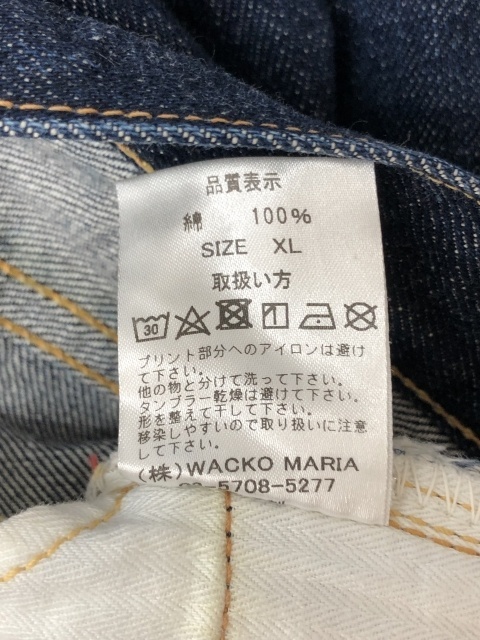 品質表示
綿 100%
SIZE XL
取扱い方
30
プリント部分へのアイロンは避け
て下さい。
他の物と分けて洗って下さい。
タンブラー乾燥は避けて下さい。
形を整えて干して下さい。
移染しやすいので取り扱いに注意
して下さい。
(株)WACKO MARIA
03-5708-5277